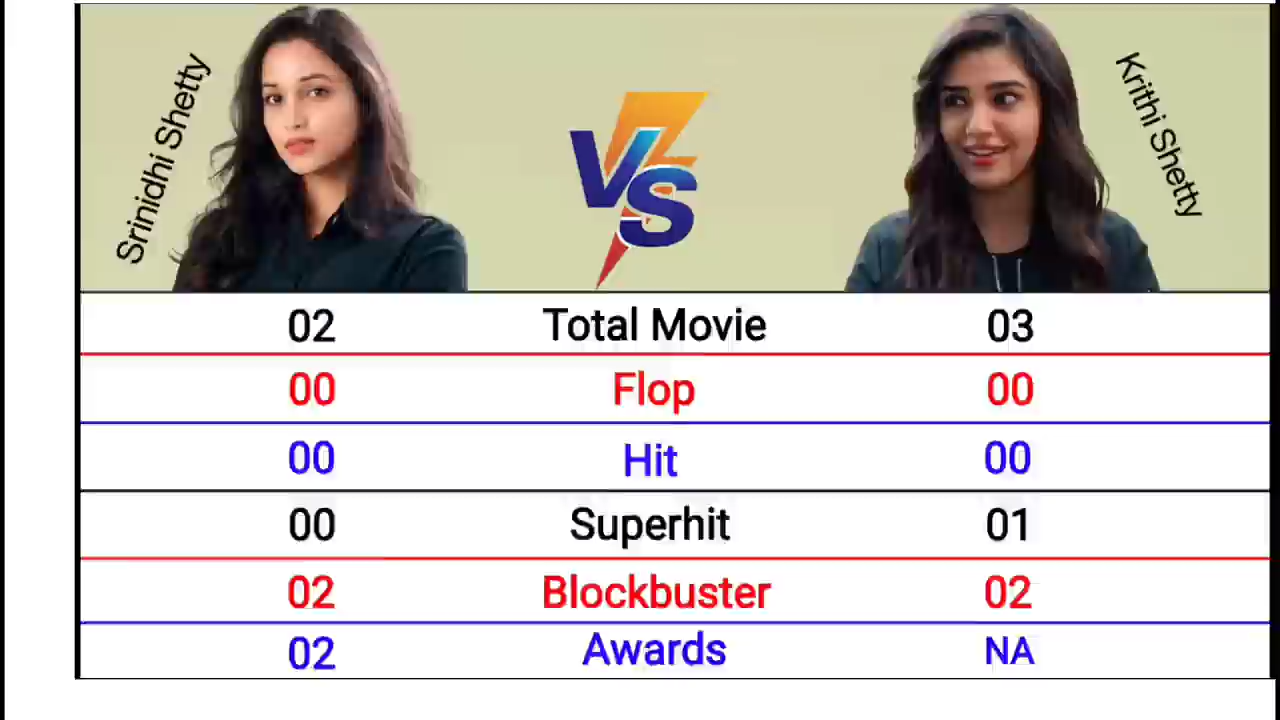 Srinidhi Shetty
VS
Krithi Shetty
02 Total Movie 03
00 Flop 00
00 Hit 00
00 Superhit 01
02 Blockbuster 02
02 Awards NA